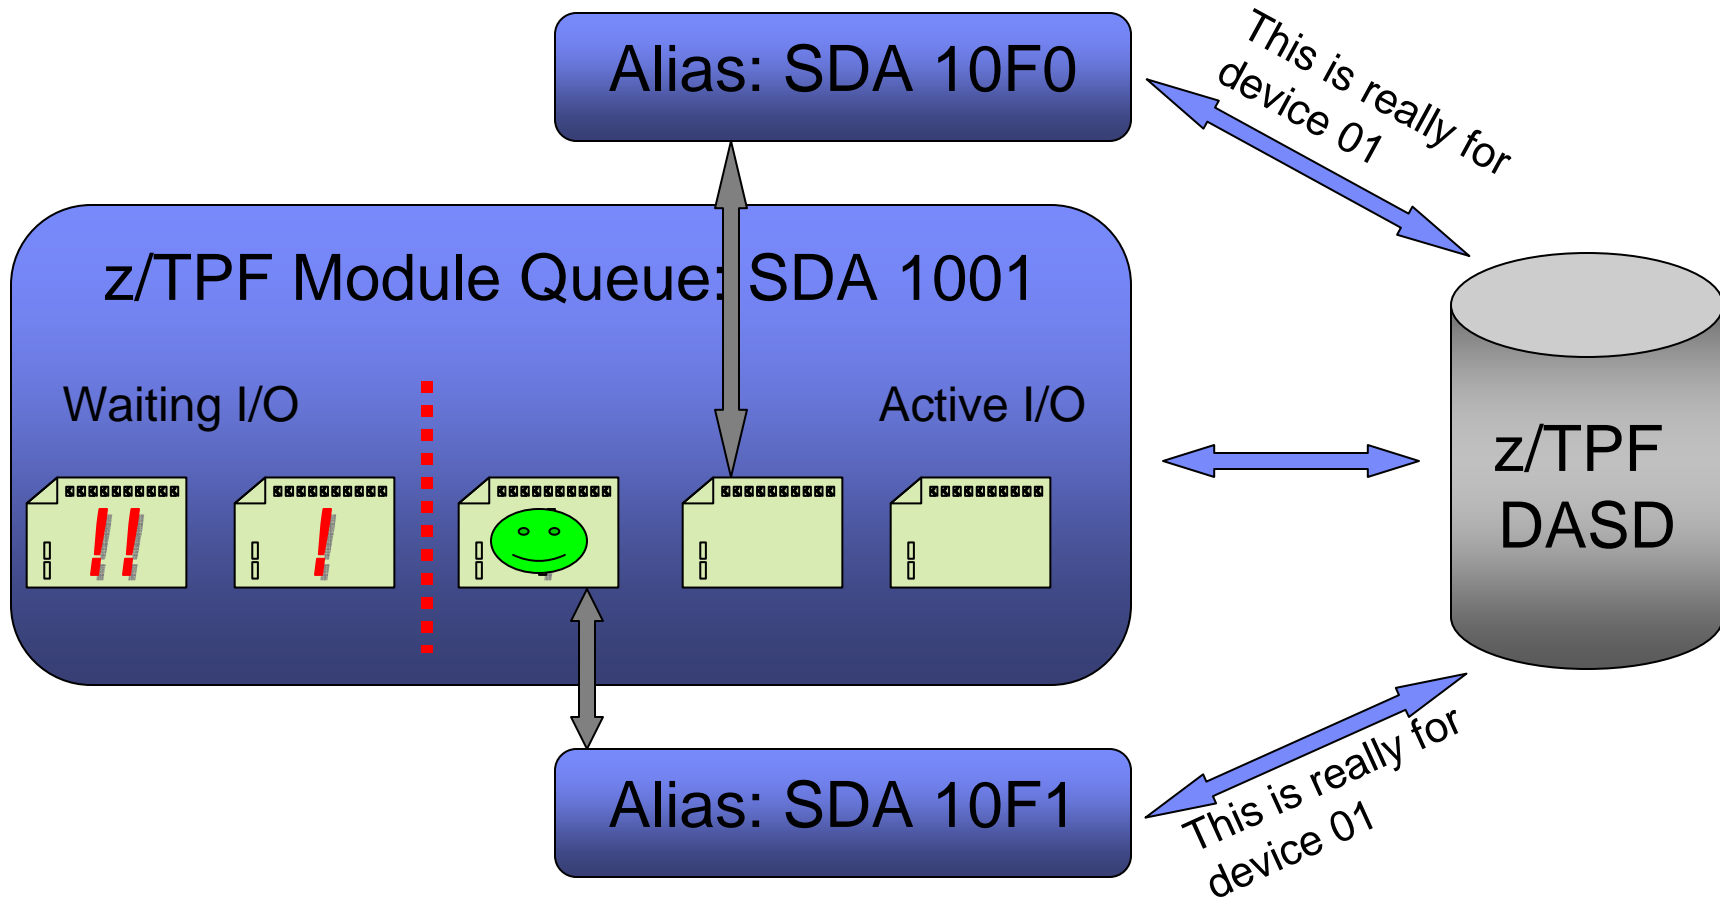 Alias: SDA 10F0
This is really for
device 01
z/TPF Module Queue: SDA 1001
Waiting I/O
Active I/O
!!
!
z/TPF
DASD
Alias: SDA 10F1
This is really for
device 01